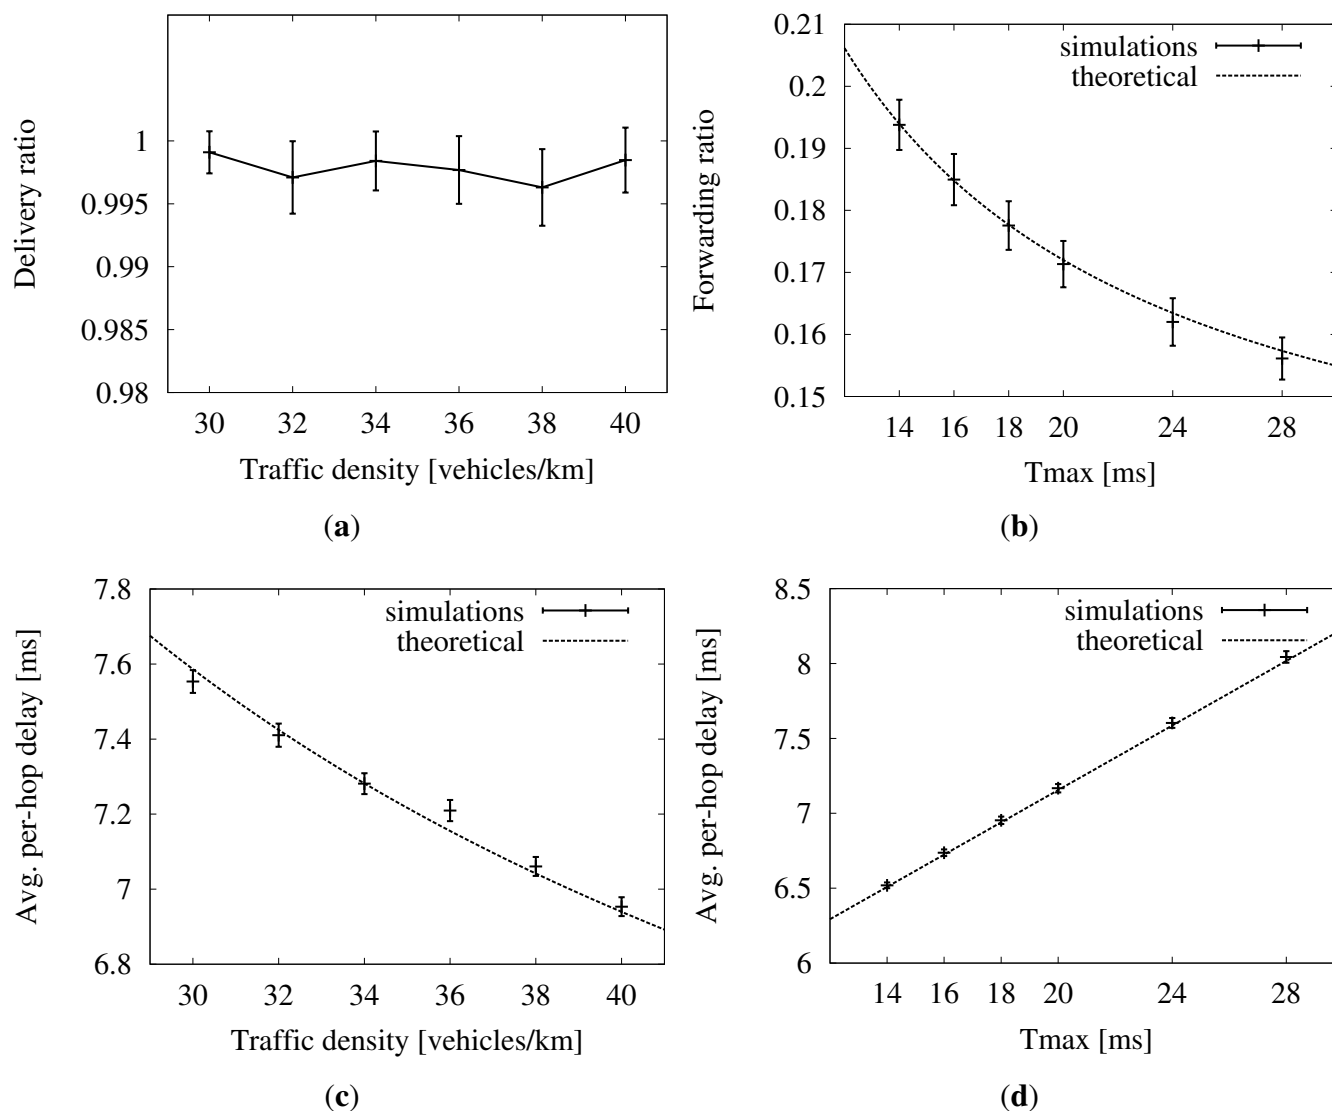 Delivery ratio
1
0.995
0.99
0.985
0.98
30 32 34 36 38 40
Traffic density [vehicles/km]
(a)
Forwarding ratio
0.21
0.2
0.19
0.18
0.17
0.16
0.15
simulations
theoretical
14 16 18 20 24 28
Tmax [ms]
(b)
Avg. per-hop delay [ms]
7.8
7.6
7.4
7.2
7
6.8
simulations
theoretical
30 32 34 36 38 40
Traffic density [vehicles/km]
(c)
Avg. per-hop delay [ms]
8.5
8
7.5
7
6.5
6
simulations
theoretical
14 16 18 20 24 28
Tmax [ms]
(d)